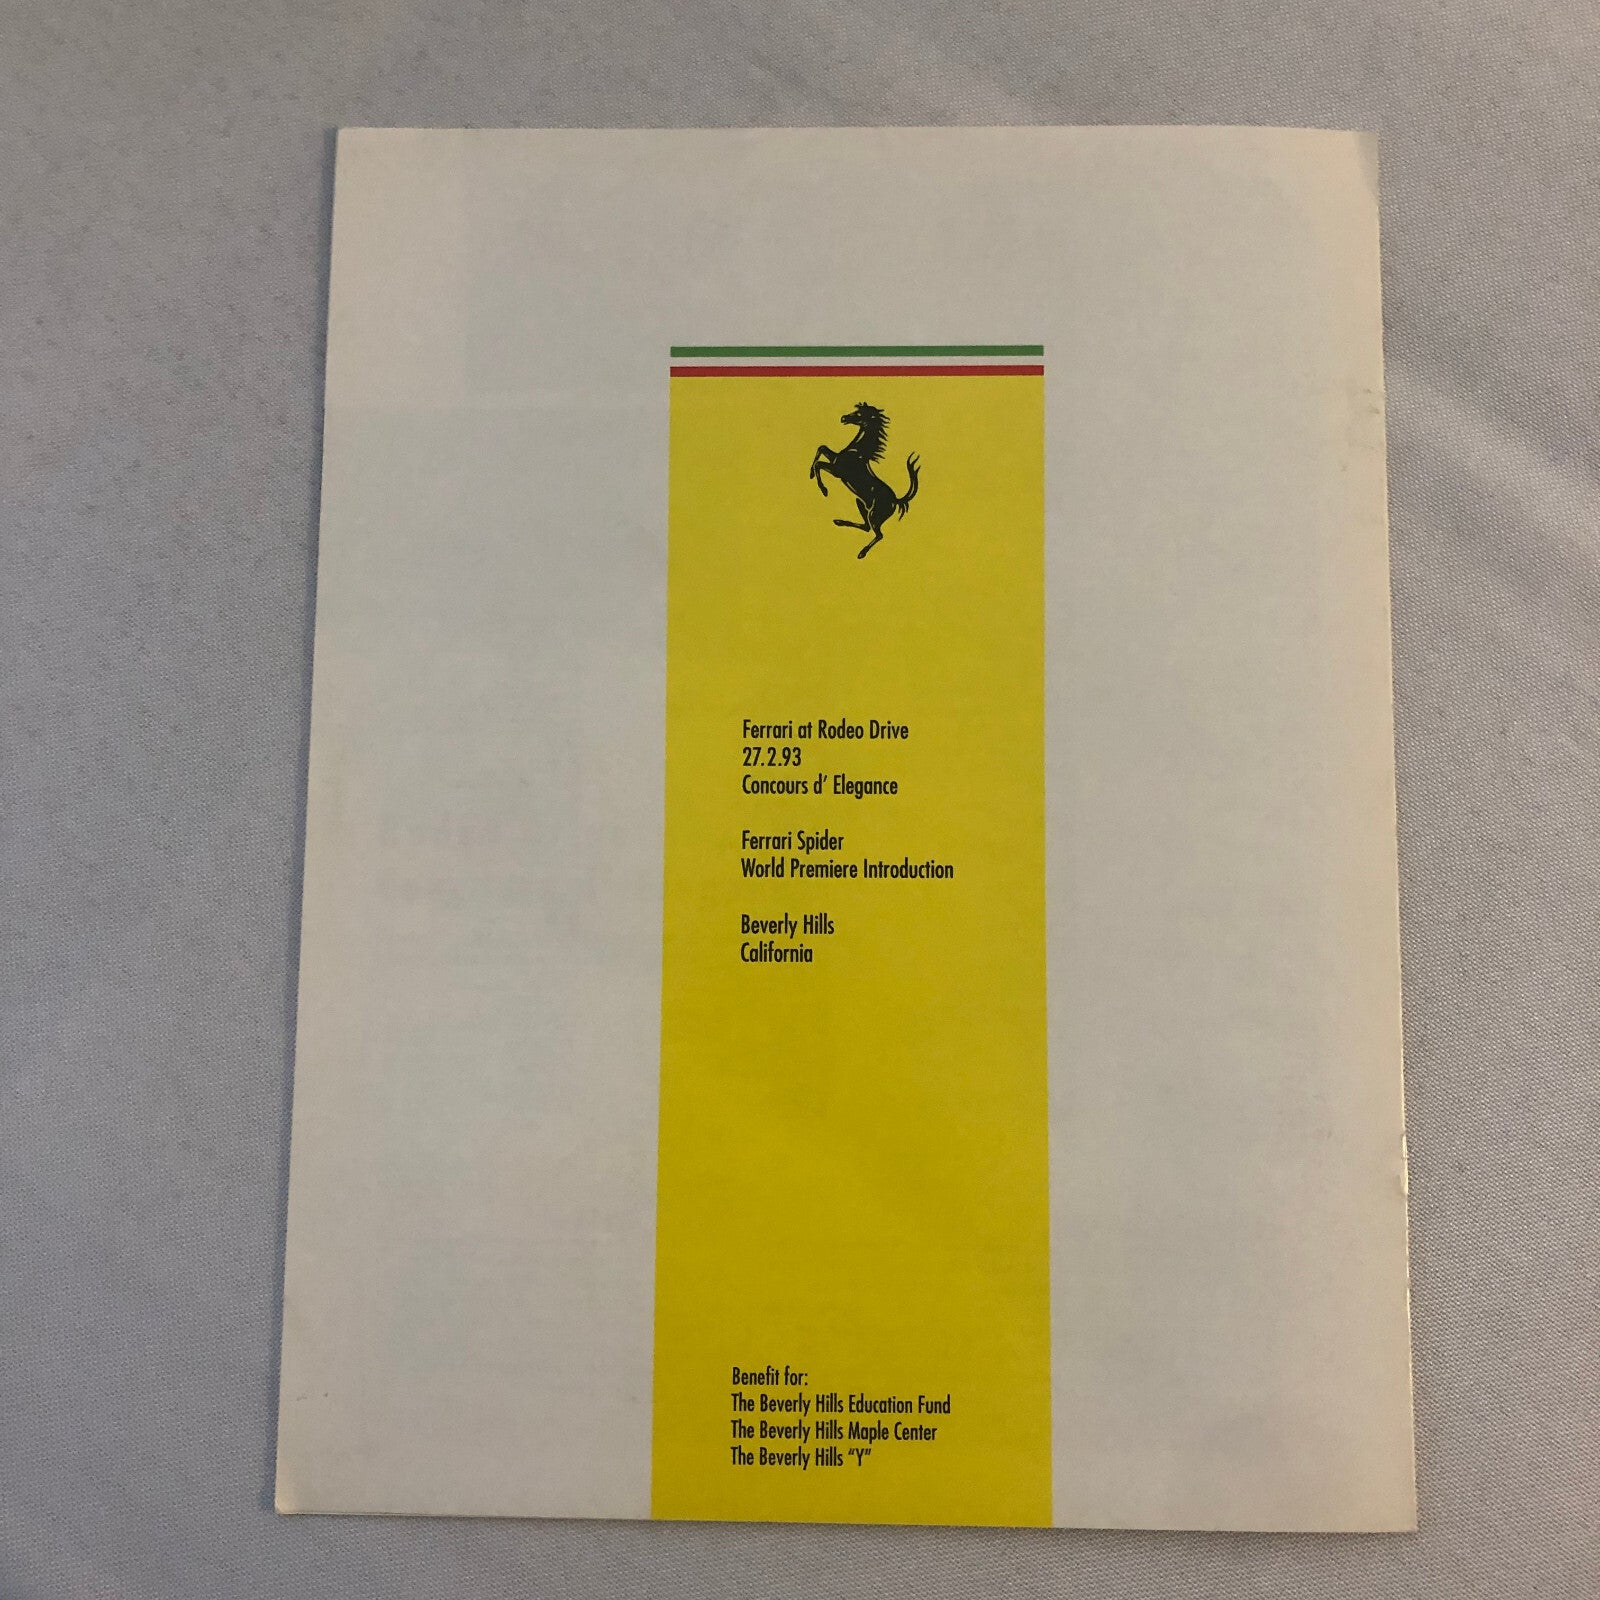 Ferrari at Rodeo Drive
27.2.93
Concours d' Elegance
Ferrari Spider
World Premiere Introduction
Beverly Hills
California
Benefit for:
The Beverly Hills Education Fund
The Beverly Hills Maple Center
The Beverly Hills “Y”